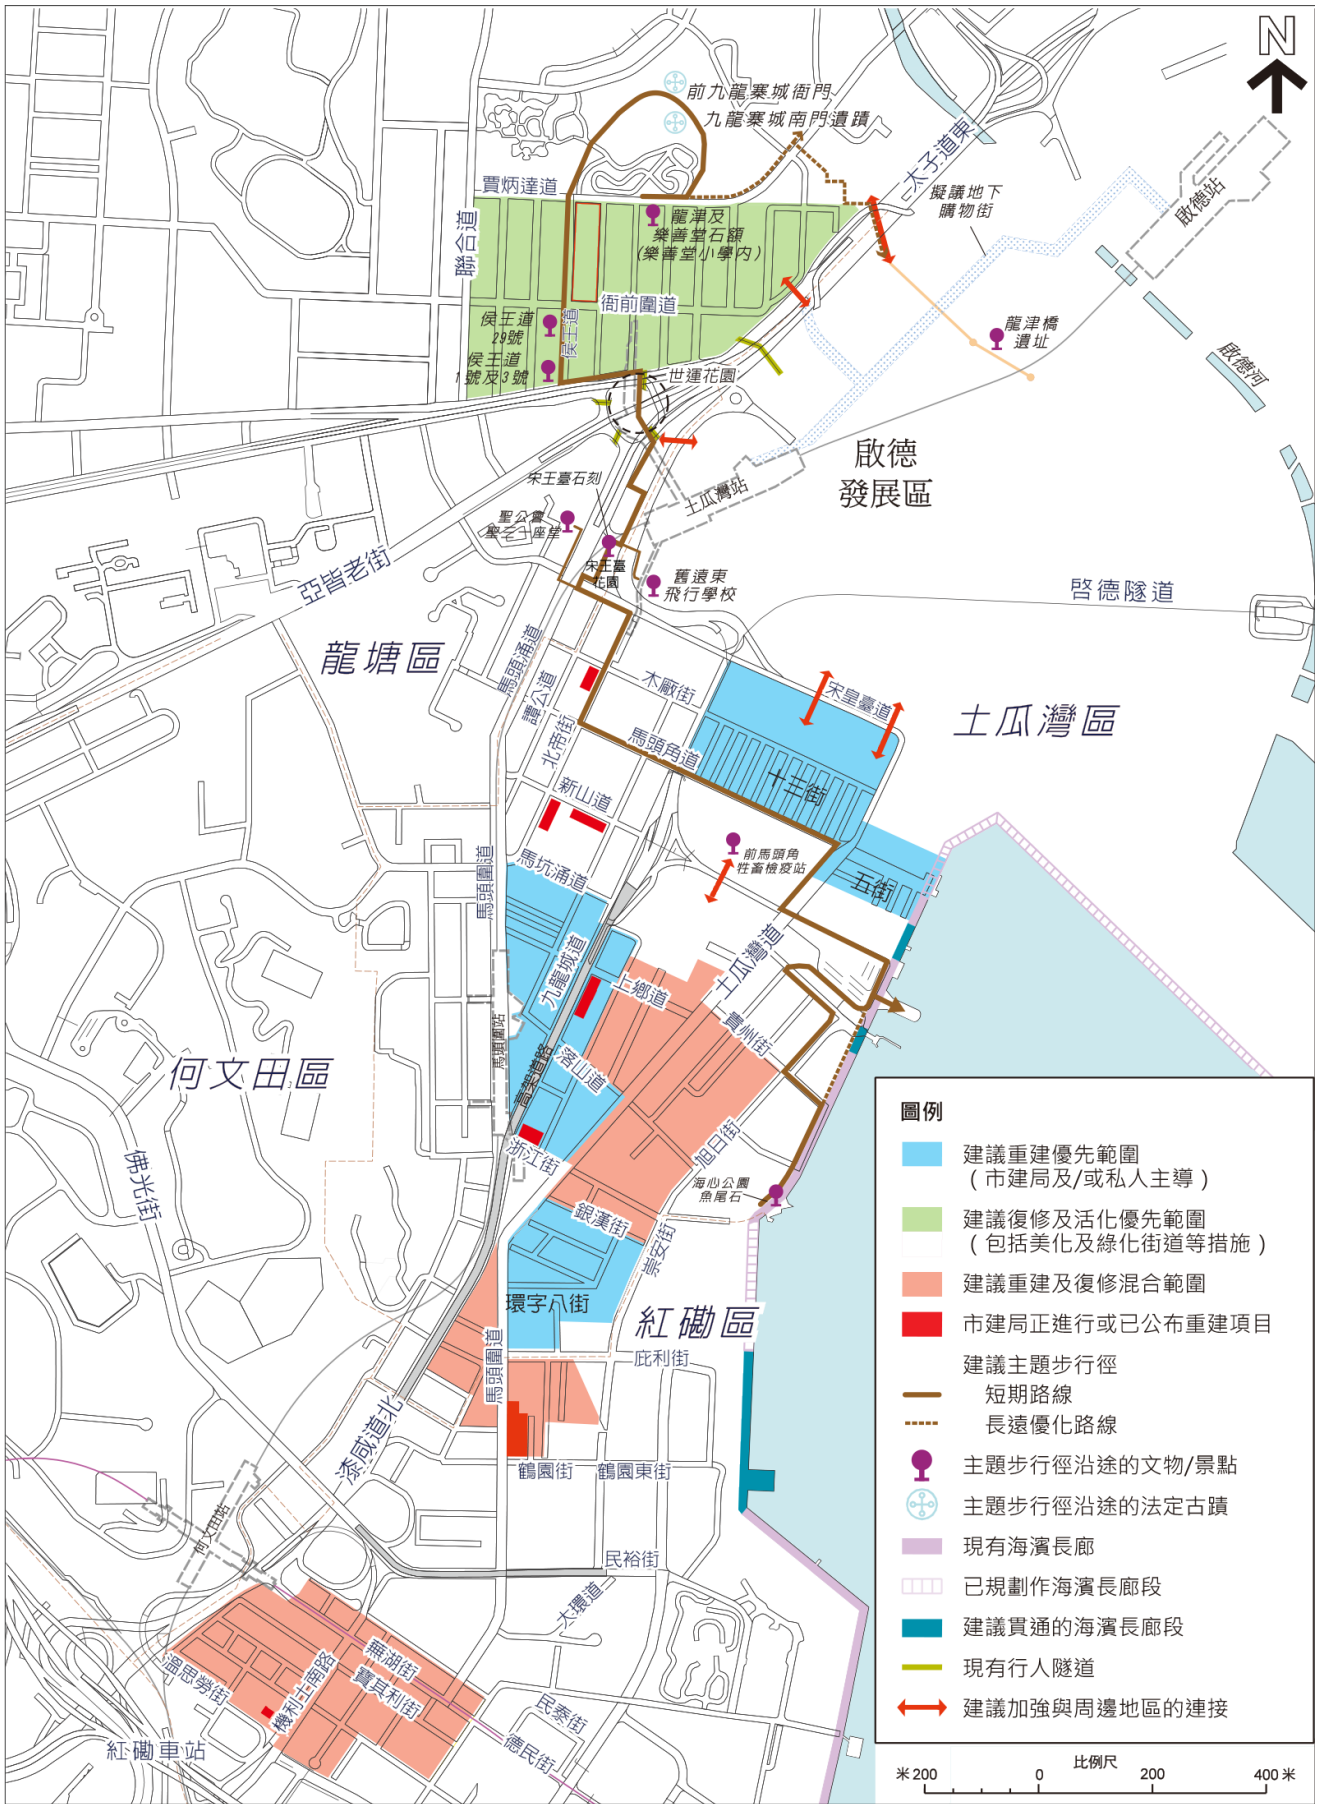 N
前九龍寨城衙門
九龍寨城南門遺蹟
太子道東
賈炳達道
擬議地下
購物街
啟德站
聯合道
龍津及
樂善堂石額
(樂善堂小學內)
衙前圍道
侯王道
29號
侯王道
侯王道
1號及3號
龍津橋
遺址
啟德河
世運花園
啟德
發展區
宋王臺石刻
土瓜灣站
聖公會
聖三一座堂
宋王臺
花園
舊遠東
飛行學校
亞皆老街
啓德隧道
龍塘區
馬頭涌道
譚公道
木廠街
宋皇臺道
土瓜灣區
北帝街
馬頭角道
新山道
十三街
前馬頭角
牲畜檢疫站
馬頭圍道
馬坑涌道
五街
九龍城道
土瓜灣道
上鄉道
貴州街
馬頭圍站
何文田區
高架道路
落山道
浙江街
旭日街
佛光街
海心公園
魚尾石
銀漢街
崇安街
環字八街
紅磡區
庇利街
馬頭圍道
漆咸道北
鶴園街
鶴園東街
何文田站
民裕街
大環道
蕪湖街
寶其利街
溫思勞街
機利士南路
民泰街
德民街
紅磡車站
圖例
建議重建優先範圍
(市建局及/或私人主導)
建議復修及活化優先範圍
(包括美化及綠化街道等措施)
建議重建及復修混合範圍
市建局正進行或已公布重建項目
建議主題步行徑
短期路線
長遠優化路線
主題步行徑沿途的文物/景點
主題步行徑沿途的法定古蹟
現有海濱長廊
已規劃作海濱長廊段
建議貫通的海濱長廊段
現有行人隧道
建議加強與周邊地區的連接
比例尺
米 200 0 200 400 米